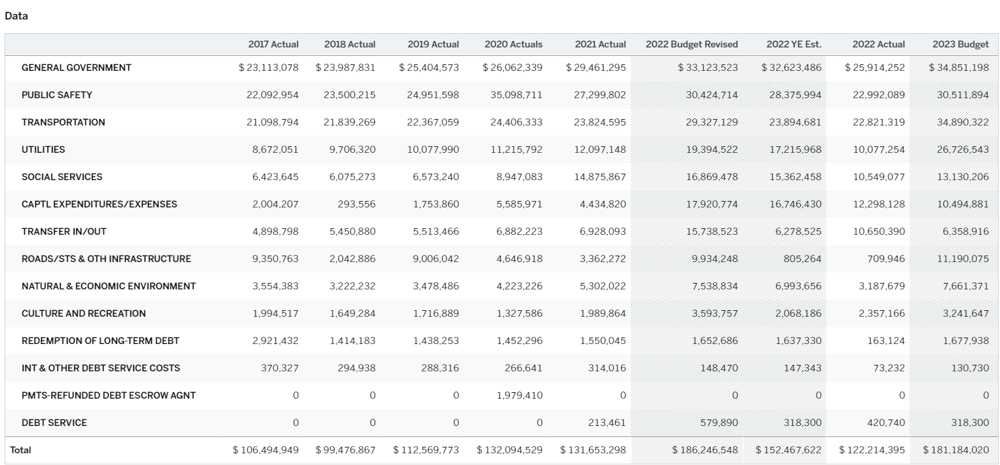 Data
2017 Actual 2018 Actual 2019 Actual 2020 Actuals 2021 Actual 2022 Budget Revised 2022 YE Est. 2022 Actual 2023 Budget
GENERAL GOVERNMENT $ 23,113,078 $ 23,987,831 $ 25,404,573 $ 26,062,339 $ 29,461,295 $ 33,123,523 $ 32,623,486 $ 25,914,252 $ 34,851,198
PUBLIC SAFETY 22,092,954 23,500,215 24,951,598 35,098,711 27,299,802 30,424,714 28,375,994 22,992,089 30,511,894
TRANSPORTATION 21,098,794 21,839,269 22,367,059 24,406,333 23,824,595 29,327,129 23,894,681 22,821,319 34,890,322
UTILITIES 8,672,051 9,706,320 10,077,990 11,215,792 12,097,148 19,394,522 17,215,968 10,077,254 26,726,543
SOCIAL SERVICES 6,423,645 6,075,273 6,573,240 8,947,083 14,875,867 16,869,478 15,362,458 10,549,077 13,130,206
CAPTL EXPENDITURES/EXPENSES 2,004,207 293,556 1,753,860 5,585,971 4,434,820 17,920,774 16,746,430 12,298,128 10,494,881
TRANSFER IN/OUT 4,898,798 5,450,880 5,513,466 6,882,223 6,928,093 15,738,523 6,278,525 10,650,390 6,358,916
ROADS/STS & OTH INFRASTRUCTURE 9,350,763 2,042,886 9,006,042 4,646,918 3,362,272 9,934,248 805,264 709,946 11,190,075
NATURAL & ECONOMIC ENVIRONMENT 3,554,383 3,222,232 3,478,486 4,223,226 5,302,022 7,538,834 6,993,656 3,187,679 7,661,371
CULTURE AND RECREATION 1,994,517 1,649,284 1,716,889 1,327,586 1,989,864 3,593,757 2,068,186 2,357,166 3,241,647
REDEMPTION OF LONG-TERM DEBT 2,921,432 1,414,183 1,438,253 1,452,296 1,550,045 1,652,686 1,637,330 163,124 1,677,938
INT & OTHER DEBT SERVICE COSTS 370,327 294,938 288,316 266,641 314,016 148,470 147,343 73,232 130,730
PMTS-REFUNDED DEBT ESCROW AGNT 0 0 0 1,979,410 0 0 0 0 0
DEBT SERVICE 0 0 0 0 213,461 579,890 318,300 420,740 318,300
Total $ 106,494,949 $ 99,476,867 $ 112,569,773 $ 132,094,529 $ 131,653,298 $ 186,246,548 $ 152,467,622 $ 122,214,395 $ 181,184,020